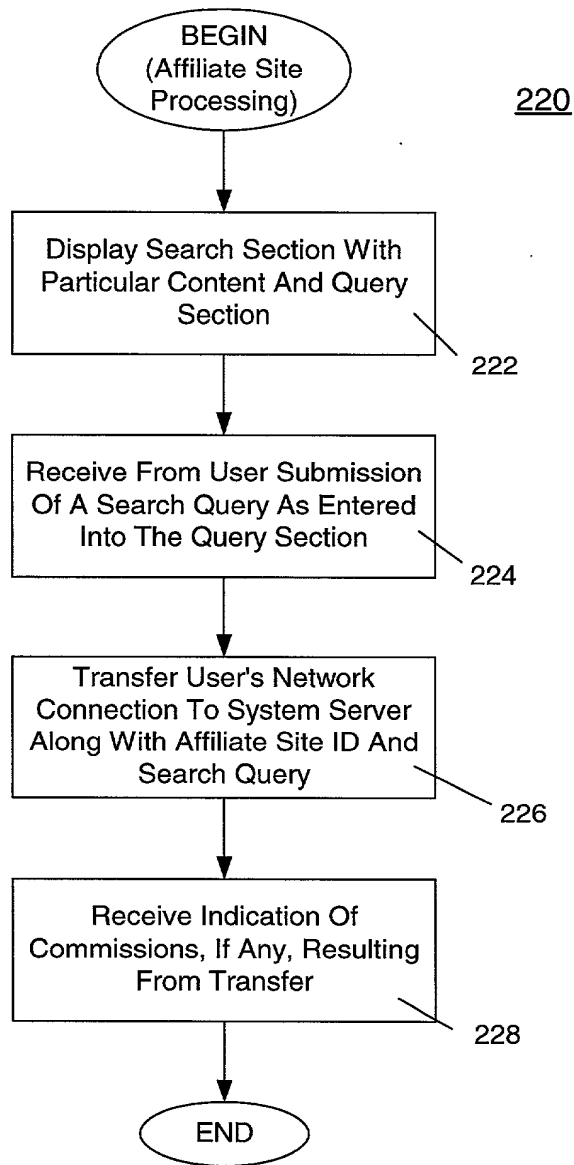 BEGIN
(Affiliate Site
Processing)
220
Display Search Section With
Particular Content And Query
Section
222
Receive From User Submission
Of A Search Query As Entered
Into The Query Section
224
Transfer User's Network
Connection To System Server
Along With Affiliate Site ID And
Search Query
226
Receive Indication Of
Commissions, If Any, Resulting
From Transfer
228
END